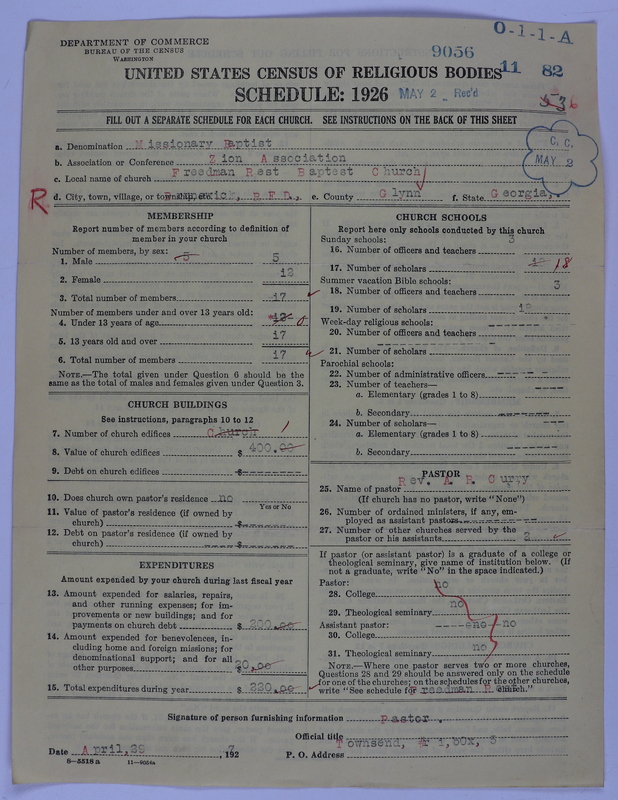 DEPARTMENT OF COMMERCE
BUREAU OF THE CENSUS
WASHINGTON
O-1-1-A
9056
UNITED STATES CENSUS OF RELIGIOUS BODIES
11 82
SCHEDULE: 1926
MAY 2 Rec'd
FILL OUT A SEPARATE SCHEDULE FOR EACH CHURCH. SEE INSTRUCTIONS ON THE BACK OF THIS SHEET
C. C.
MAY 2
a. Denomination Missionary Baptist
b. Association or Conference Zion Association
c. Local name of church Freedman Rest Baptest Church
R
d. City, town, village, or R.F.D., e. County Glynn f. State Georgia,
MEMBERSHIP
Report number of members according to definition of
member in your church
Number of members, by sex:
1. Male 5 5
2. Female 12
3. Total number of members 17
Number of members under and over 13 years old:
4. Under 13 years of age 12 0
5. 13 years old and over 17
6. Total number of members 17
NOTE.—The total given under Question 6 should be the
same as the total of males and females given under Question 3.
CHURCH BUILDINGS
See instructions, paragraphs 10 to 12
7. Number of church edifices Church 1
8. Value of church edifices $ 400.00
9. Debt on church edifices $
10. Does church own pastor's residence no
Yes or No
11. Value of pastor's residence (if owned by
church) $
12. Debt on pastor's residence (if owned by
church) $
EXPENDITURES
Amount expended by your church during last fiscal year
13. Amount expended for salaries, repairs,
and other running expenses; for im-
provements or new buildings; and for
payments on church debt $ 200.00
14. Amount expended for benevolences, in-
cluding home and foreign missions; for
denominational support; and for all
other purposes 20.00
15. Total expenditures during year $ 220.00
CHURCH SCHOOLS
Report here only schools conducted by this church
Sunday schools:
16. Number of officers and teachers 3
17. Number of scholars 18
Summer vacation Bible schools:
18. Number of officers and teachers 3
19. Number of scholars
Week-day religious schools:
20. Number of officers and teachers
21. Number of scholars
Parochial schools:
22. Number of administrative officers
23. Number of teachers—
a. Elementary (grades 1 to 8)
b. Secondary
24. Number of scholars—
a. Elementary (grades 1 to 8)
b. Secondary
PASTOR
25. Name of pastor Rev. A. R. Curry
(If church has no pastor, write "None")
26. Number of ordained ministers, if any, em-
ployed as assistant pastors
27. Number of other churches served by the
pastor or his assistants 2
If pastor (or assistant pastor) is a graduate of a college or
theological seminary, give name of institution below. (If
not a graduate, write "No" in the space indicated.)
Pastor:
28. College no
29. Theological seminary no
Assistant pastor:
30. College no
31. Theological seminary no
NOTE.—Where one pastor serves two or more churches,
Questions 28 and 29 should be answered only on the schedule
for one of the churches; on the schedules for the other churches,
write "See schedule for Freedman Church."
Signature of person furnishing information Pastor.
Official title
Townsend, 1, Box, 3
Date April, 29, 1927
P. O. Address
8—5518 a 11—9056